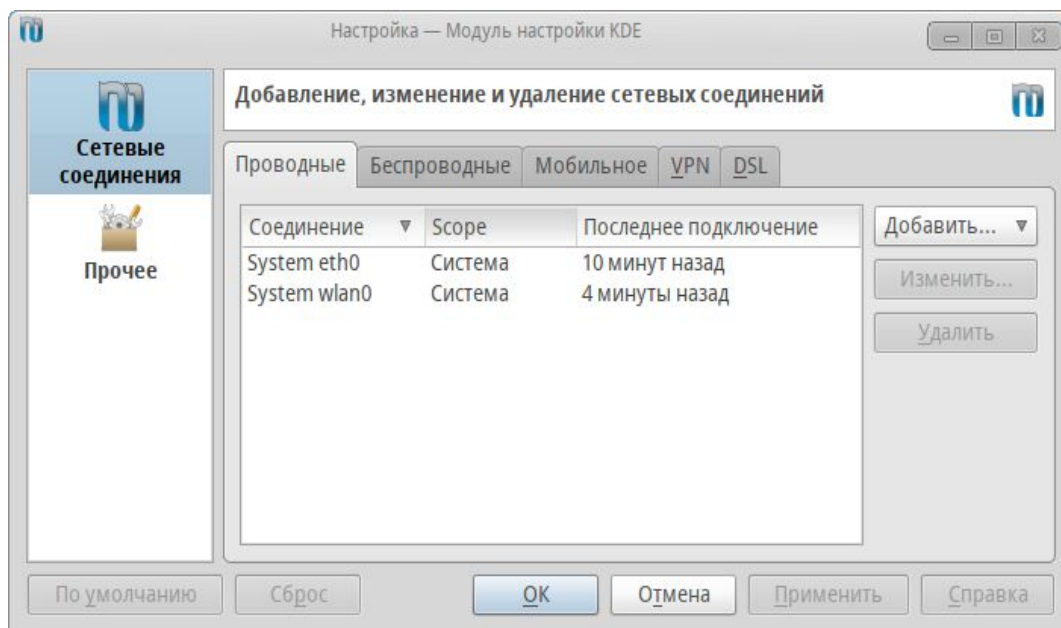 Настройка — Модуль настройки KDE
Сетевые
соединения
Прочее
Добавление, изменение и удаление сетевых соединений
Проводные Беспроводные Мобильное VPN DSL
Соединение Scope Последнее подключение
System eth0 Система 10 минут назад
System wlan0 Система 4 минуты назад
Добавить...
Изменить...
Удалить
По умолчанию Сброс OK Отмена Применить Справка